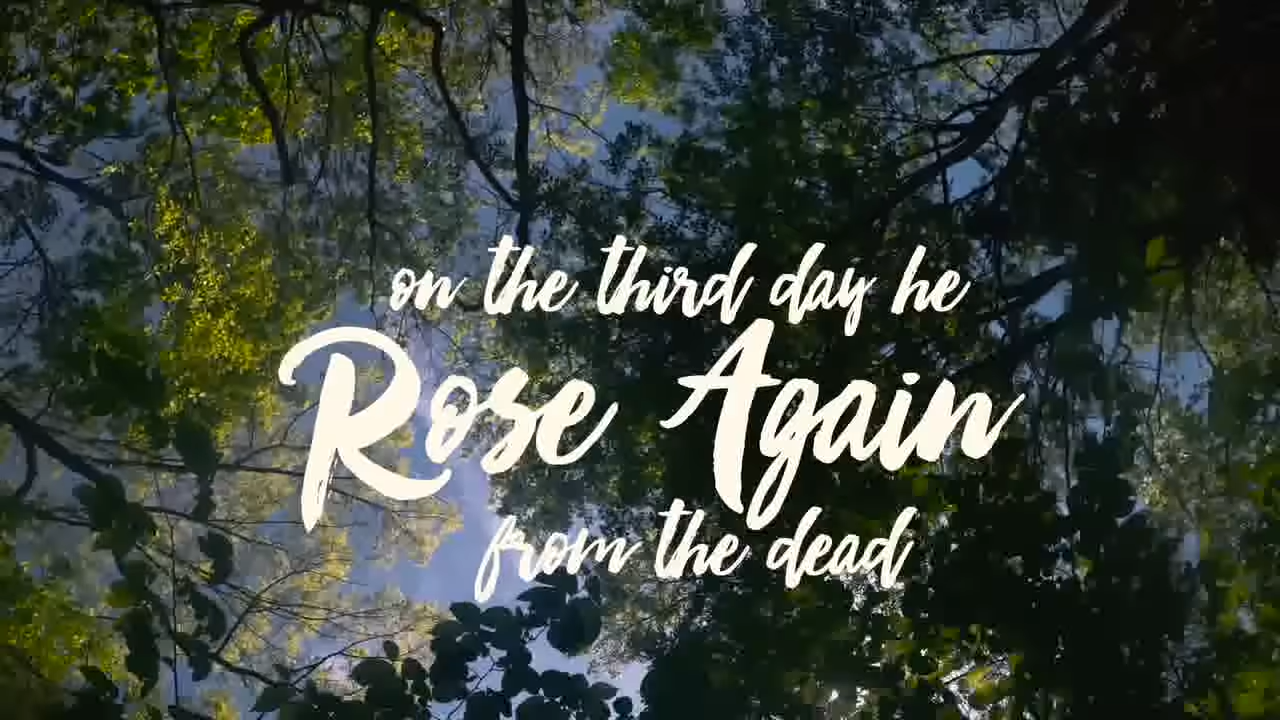 on the third day he
Rose Again
from the dead